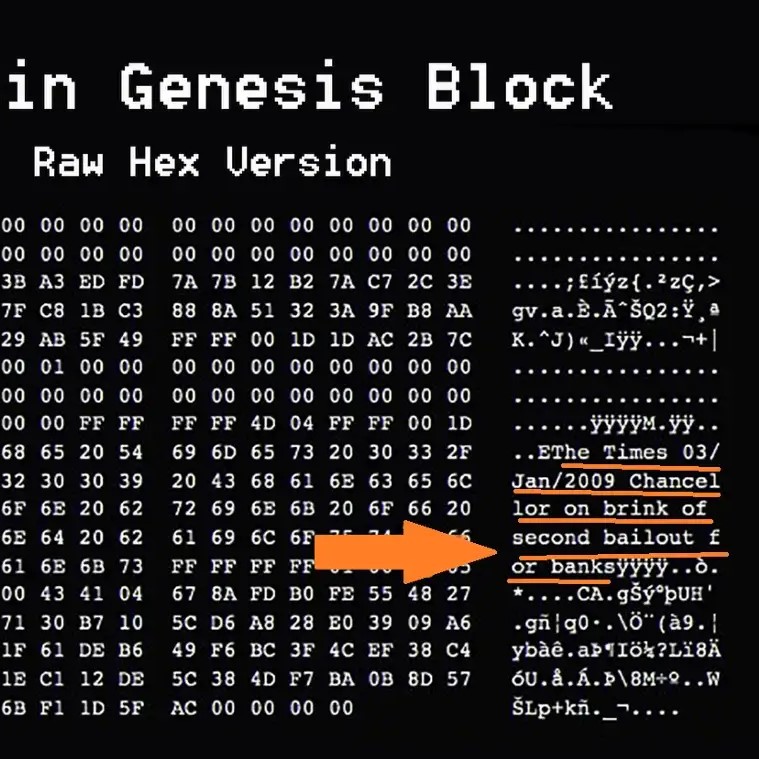 in Genesis Block
Raw Hex Version
00 00 00 00 00 00 00 00 00 00 00 00 ................
00 00 00 00 00 00 00 00 00 00 00 00 ................
3B A3 ED FD 7A 7B 12 B2 7A C7 2C 3E ....;£íýz{.²zÇ,>
7F C8 1B C3 88 8A 51 32 3A 9F B8 AA gv.a.È.ÃˆŠQ2:Ÿ¸ª
29 AB 5F 49 FF FF 00 1D 1D AC 2B 7C K.^J)«_Iÿÿ...¬+|
00 01 00 00 00 00 00 00 00 00 00 00 ................
00 00 00 00 00 00 00 00 00 00 00 00 ................
00 00 FF FF FF FF 4D 04 FF FF 00 1D ......ÿÿÿÿM.ÿÿ..
68 65 20 54 69 6D 65 73 20 30 33 2F ..EThe Times 03/
32 30 30 39 20 43 68 61 6E 63 65 6C Jan/2009 Chancel
6F 6E 20 62 72 69 6E 6B 20 6F 66 20 lor on brink of
6E 64 20 62 61 69 6C 6F second bailout f
61 6E 6B 73 FF FF FF FF or banksÿÿÿÿ..ò.
00 43 41 04 67 8A FD B0 FE 55 48 27 *....CA.gŠý°þUH'
71 30 B7 10 5C D6 A8 28 E0 39 09 A6 .gñ¦q0·.\Ö¨(à9.¦
1F 61 DE B6 49 F6 BC 3F 4C EF 38 C4 ybàê.aÞ¶Iö¼?Lï8Ä
1E C1 12 DE 5C 38 4D F7 BA 0B 8D 57 óU.å.Á.Þ\8M÷º..W
6B F1 1D 5F AC 00 00 00 00 ŠLp+kñ._¬....